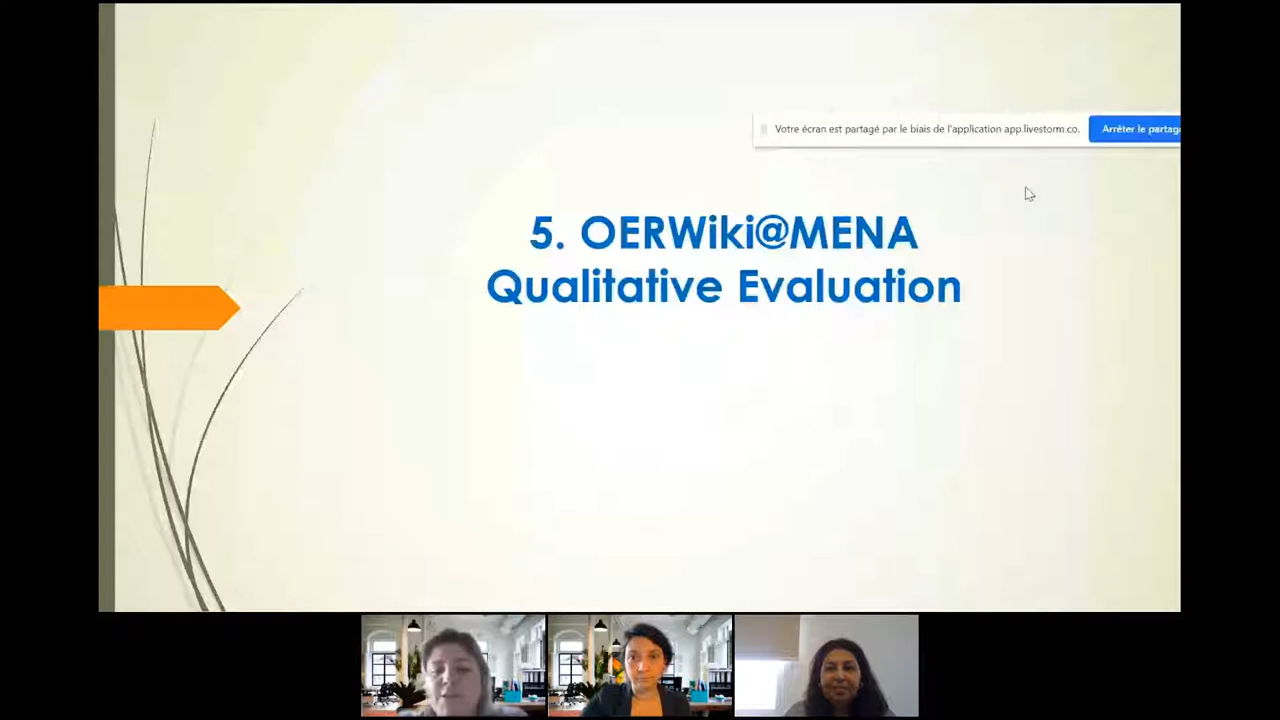 Votre écran est partagé par le biais de l'application app.livestorm.co.
Arrêter le partag
5. OERWiki@MENA
Qualitative Evaluation